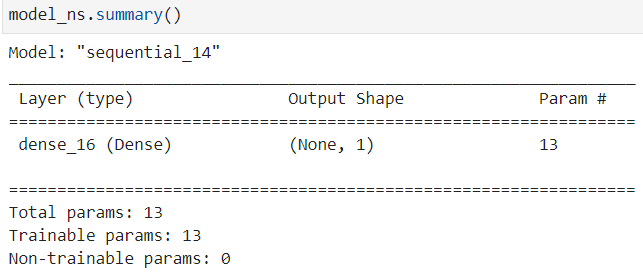 model_ns.summary()
Model: "sequential_14"
_________________________________________________________________
Layer (type) Output Shape Param #
=================================================================
dense_16 (Dense) (None, 1) 13
=================================================================
Total params: 13
Trainable params: 13
Non-trainable params: 0